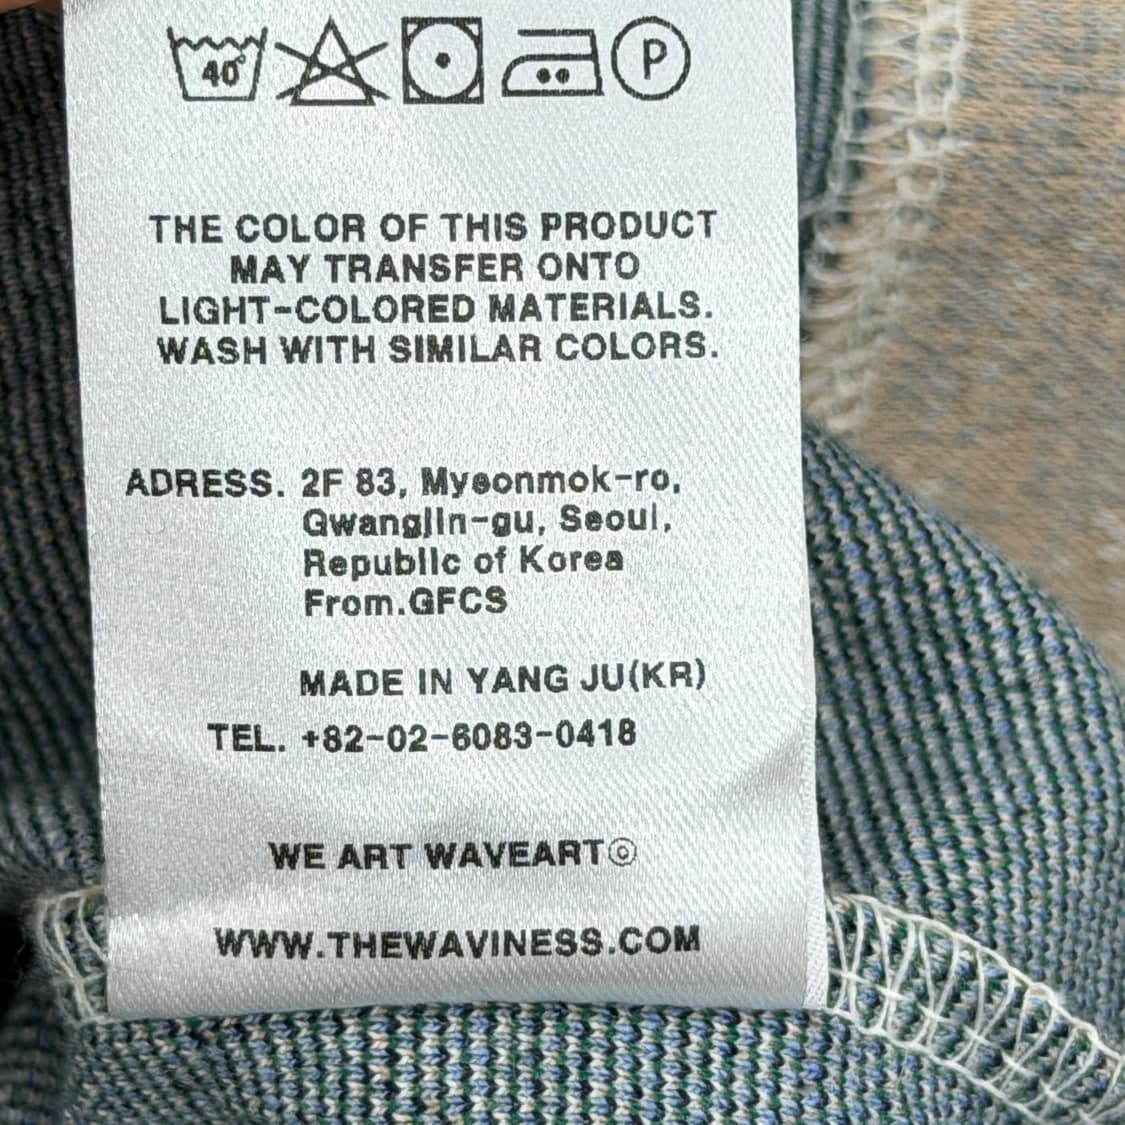 40°
P
THE COLOR OF THIS PRODUCT
MAY TRANSFER ONTO
LIGHT-COLORED MATERIALS.
WASH WITH SIMILAR COLORS.
ADRESS. 2F 83, Myeonmok-ro,
Gwangjin-gu, Seoul,
Republic of Korea
From.GFCS
MADE IN YANG JU(KR)
TEL. +82-02-6083-0418
WE ART WAVEART©
WWW.THEWAVINESS.COM